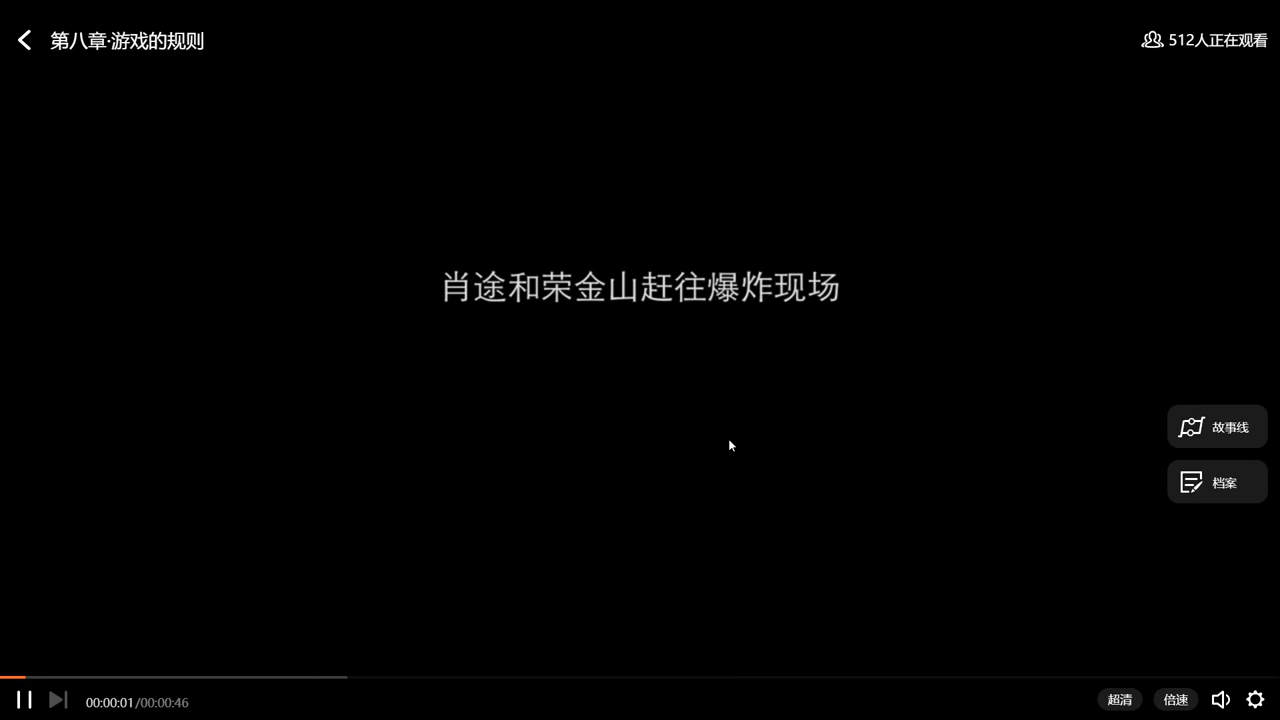 第八章·游戏的规则
512人正在观看
肖途和荣金山赶往爆炸现场
故事线
档案
00:00:01/00:00:46
超清
倍速